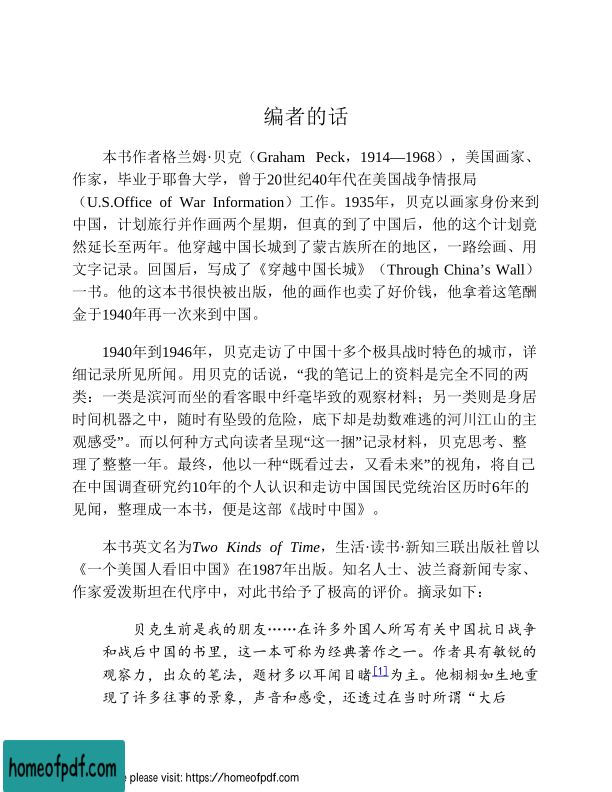 编者的话
本书作者格兰姆·贝克（Graham Peck，1914—1968），美国画家、
作家，毕业于耶鲁大学，曾于20世纪40年代在美国战争情报局
（U.S.Office of War Information）工作。1935年，贝克以画家身份来到
中国，计划旅行并作画两个星期，但真的到了中国后，他的这个计划竟
然延长至两年。他穿越中国长城到了蒙古族所在的地区，一路绘画、用
文字记录。回国后，写成了《穿越中国长城》（Through China’s Wall）
一书。他的这本书很快被出版，他的画作也卖了好价钱，他拿着这笔酬
金于1940年再一次来到中国。
1940年到1946年，贝克走访了中国十多个极具战时特色的城市，详
细记录所见所闻。用贝克的话说，“我的笔记上的资料是完全不同的两
类：一类是滨河而坐的看客眼中纤毫毕致的观察材料；另一类则是身居
时间机器之中，随时有坠毁的危险，底下却是劫数难逃的河川江山的主
观感受”。而以何种方式向读者呈现“这一捆”记录材料，贝克思考、整
理了整整一年。最终，他以一种“既看过去，又看未来”的视角，将自己
在中国调查研究约10年的个人认识和走访中国国民党统治区历时6年的
见闻，整理成一本书，便是这部《战时中国》。
本书英文名为Two Kinds of Time，生活·读书·新知三联出版社曾以
《一个美国人看旧中国》在1987年出版。知名人士、波兰裔新闻专家、
作家爱泼斯坦在代序中，对此书给予了极高的评价。摘录如下：
贝克生前是我的朋友……在许多外国人所写有关中国抗日战争
和战后中国的书里，这一本可称为经典著作之一。作者具有敏锐的
观察力，出众的笔法，题材多以耳闻目睹[1]为主。他栩栩如生地重
现了许多往事的景象，声音和感受，还透过在当时所谓“大后
homeofpdf.com
please visit: https://homeofpdf.com